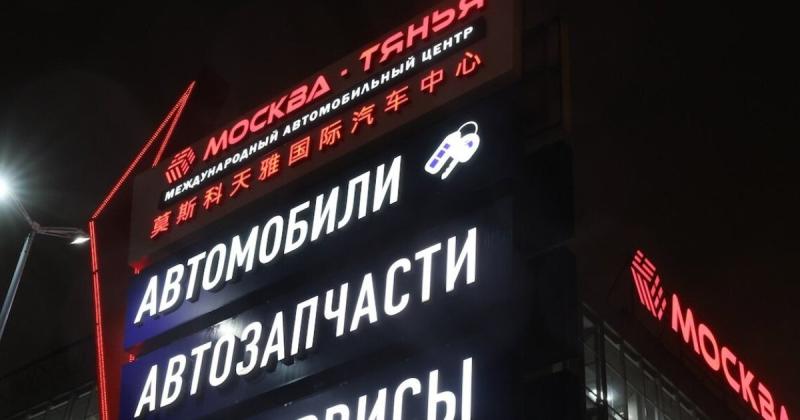 МОСКВА · ТЯНЬЯ
МЕЖДУНАРОДНЫЙ АВТОМОБИЛЬНЫЙ ЦЕНТР
莫斯科天雅国际汽车中心
АВТОМОБИЛИ
АВТОЗАПЧАСТИ
МОСКВА